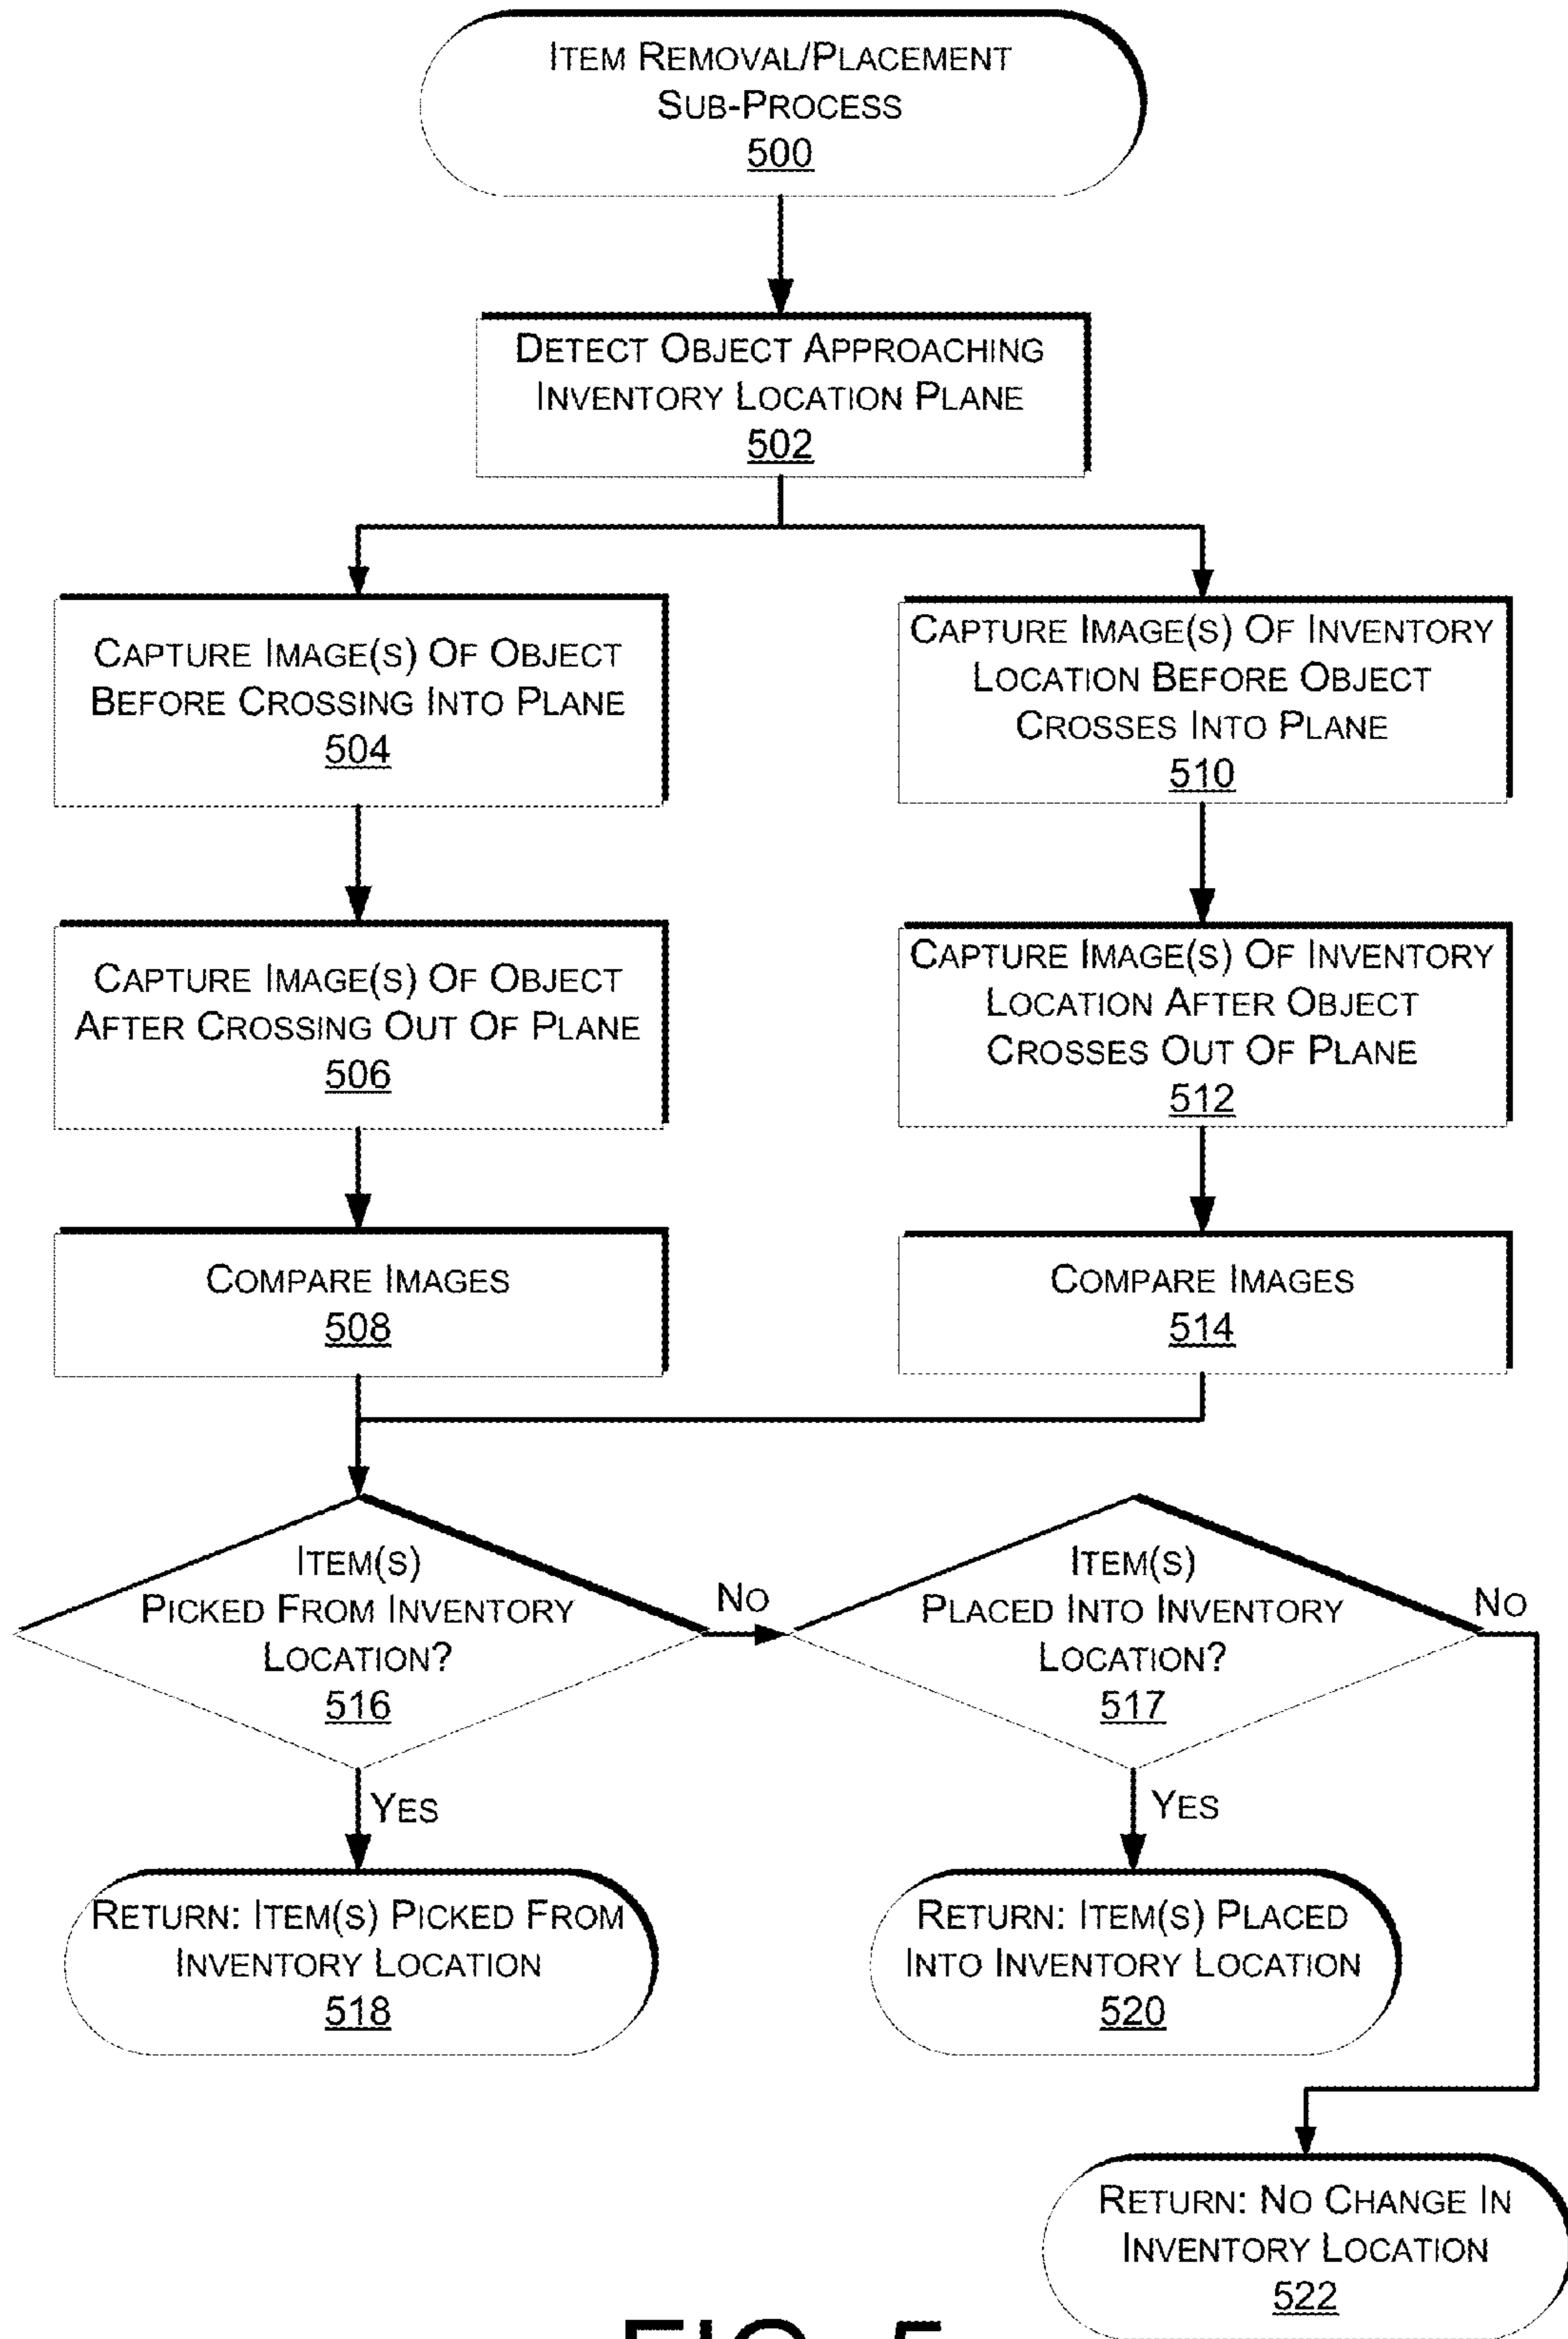 ITEM REMOVAL/PLACEMENT
SUB-PROCESS
500
DETECT OBJECT APPROACHING
INVENTORY LOCATION PLANE
502
CAPTURE IMAGE(S) OF OBJECT
BEFORE CROSSING INTO PLANE
504
CAPTURE IMAGE(S) OF INVENTORY
LOCATION BEFORE OBJECT
CROSSES INTO PLANE
510
CAPTURE IMAGE(S) OF OBJECT
AFTER CROSSING OUT OF PLANE
506
CAPTURE IMAGE(S) OF INVENTORY
LOCATION AFTER OBJECT
CROSSES OUT OF PLANE
512
COMPARE IMAGES
508
COMPARE IMAGES
514
ITEM(S)
PICKED FROM INVENTORY
LOCATION?
516
NO
ITEM(S)
PLACED INTO INVENTORY
LOCATION?
517
NO
YES
YES
RETURN: ITEM(S) PICKED FROM
INVENTORY LOCATION
518
RETURN: ITEM(S) PLACED
INTO INVENTORY LOCATION
520
RETURN: NO CHANGE IN
INVENTORY LOCATION
522
FIG. 5